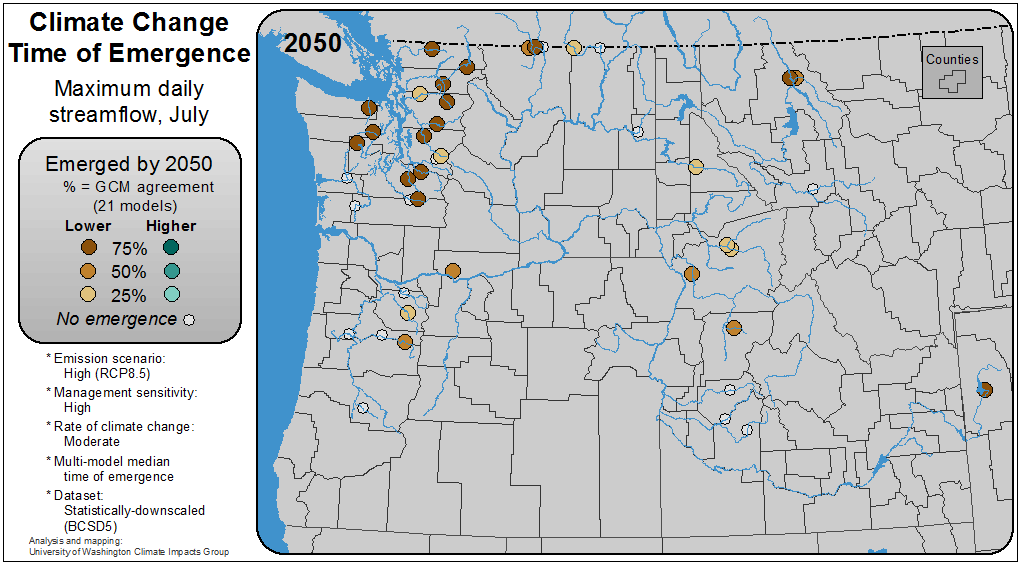 Climate Change
Time of Emergence
Maximum daily
streamflow, July
Emerged by 2050
% = GCM agreement
(21 models)
Lower Higher
75%
50%
25%
No emergence
* Emission scenario:
High (RCP8.5)
* Management sensitivity:
High
* Rate of climate change:
Moderate
* Multi-model median
time of emergence
* Dataset:
Statistically-downscaled
(BCSD5)
Analysis and mapping:
University of Washington Climate Impacts Group
2050
Counties